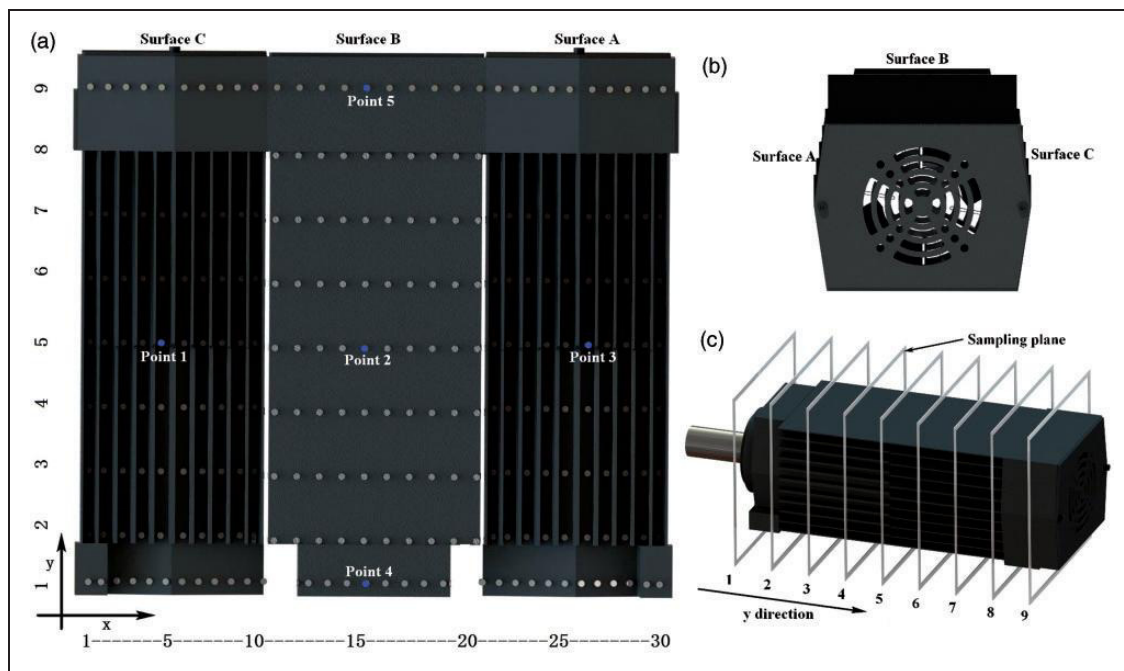 (a)
Surface C
Surface B
Surface A
9
Point 5
8
7
6
5
Point 1
Point 2
Point 3
4
3
2
y
1
Point 4
x
1--------5--------10--------15--------20--------25--------30
(b)
Surface B
Surface A
Surface C
(c)
Sampling plane
1
2
3
4
5
6
7
8
9
y direction